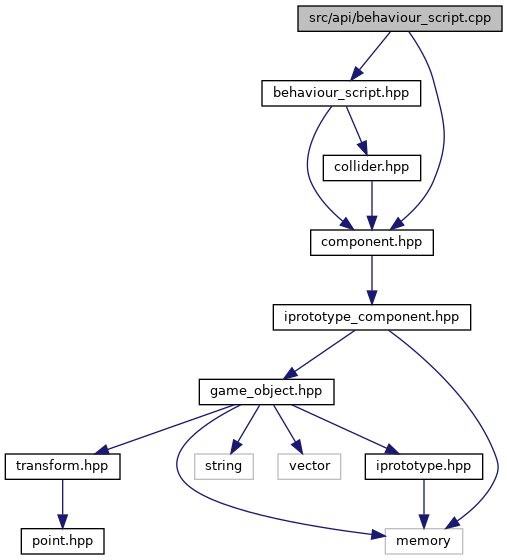 src/api/behaviour_script.cpp
behaviour_script.hpp
collider.hpp
component.hpp
iprototype_component.hpp
game_object.hpp
transform.hpp
string
vector
iprototype.hpp
point.hpp
memory